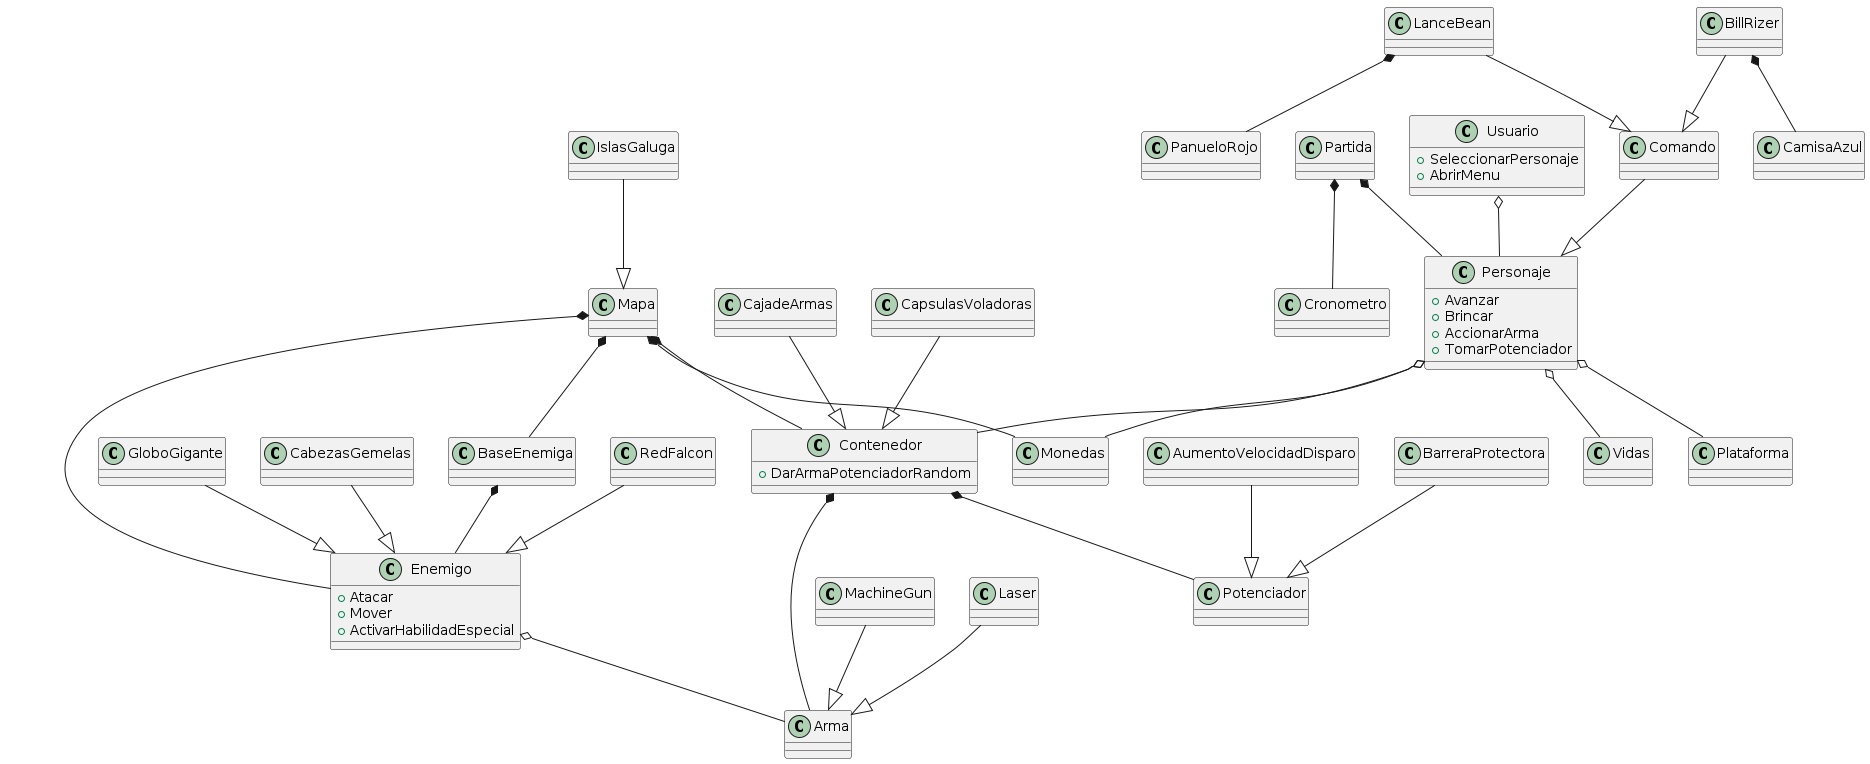 C LanceBean
C BillRizer
C IslasGaluga
C PanueloRojo
C Partida
C Usuario
SeleccionarPersonaje
AbrirMenu
C Comando
C CamisaAzul
C Mapa
C CajadeArmas
C CapsulasVoladoras
C Cronometro
C Personaje
Avanzar
Brincar
AccionarArma
TomarPotenciador
C GloboGigante
C CabezasGemelas
C BaseEnemiga
C RedFalcon
C Contenedor
DarArmaPotenciadorRandom
C Monedas
C AumentoVelocidadDisparo
C BarreraProtectora
C Vidas
C Plataforma
C Enemigo
Atacar
Mover
ActivarHabilidadEspecial
C MachineGun
C Laser
C Potenciador
C Arma